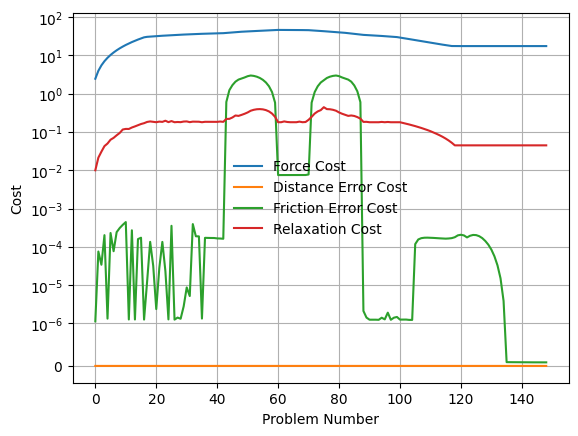 10²
10¹
10⁰
10⁻¹
10⁻²
10⁻³
10⁻⁴
10⁻⁵
10⁻⁶
0
Cost
Force Cost
Distance Error Cost
Friction Error Cost
Relaxation Cost
0 20 40 60 80 100 120 140
Problem Number